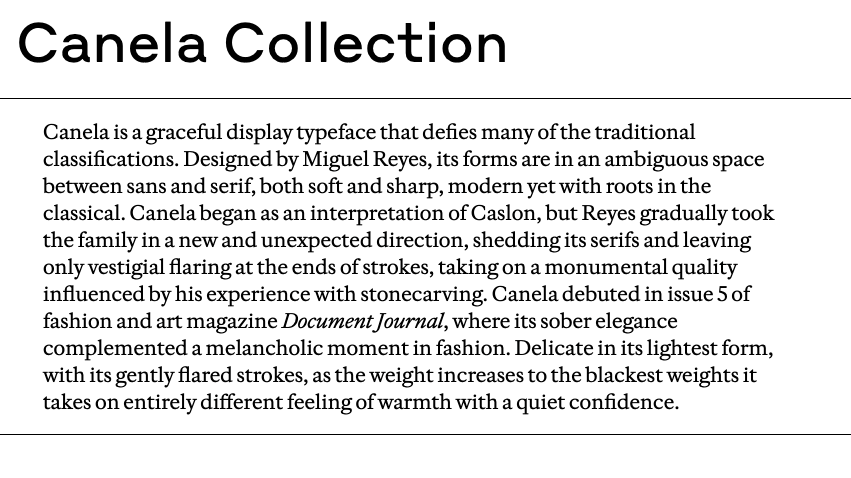 Canela Collection
Canela is a graceful display typeface that defies many of the traditional
classifications. Designed by Miguel Reyes, its forms are in an ambiguous space
between sans and serif, both soft and sharp, modern yet with roots in the
classical. Canela began as an interpretation of Caslon, but Reyes gradually took
the family in a new and unexpected direction, shedding its serifs and leaving
only vestigial flaring at the ends of strokes, taking on a monumental quality
influenced by his experience with stonecarving. Canela debuted in issue 5 of
fashion and art magazine Document Journal, where its sober elegance
complemented a melancholic moment in fashion. Delicate in its lightest form,
with its gently flared strokes, as the weight increases to the blackest weights it
takes on entirely different feeling of warmth with a quiet confidence.